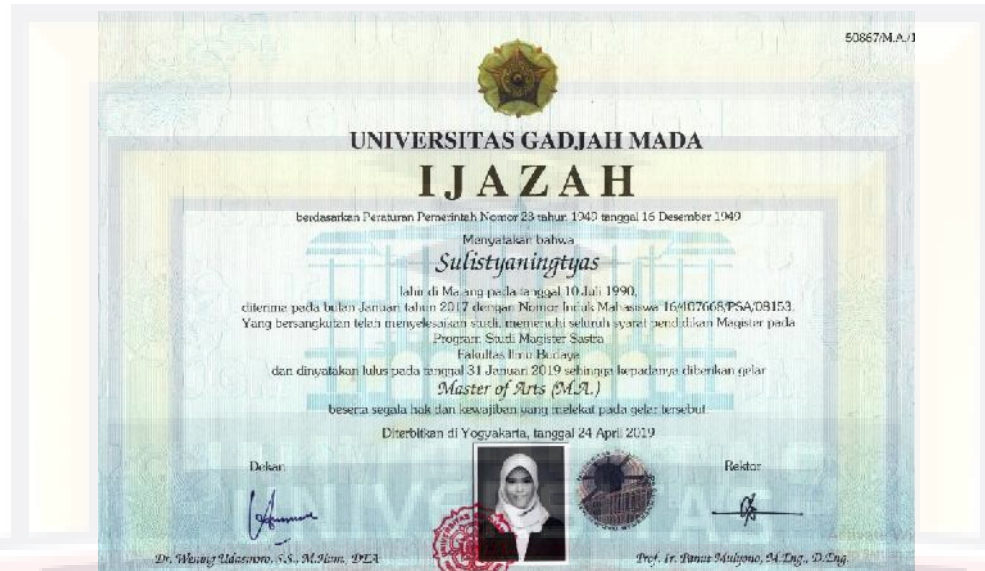 50867/M.A./1
UNIVERSITAS GADJAH MADA
IJAZAH
berdasarkan Peraturan Pemerintah Nomor 23 tahun 1949 tanggal 16 Desember 1949
Menyatakan bahwa
Sulistyaningtyas
lahir di Malang pada tanggal 10 Juli 1990,
diterima pada bulan Januari tahun 2017 dengan Nomor Induk Mahasiswa 16/407668/PSA/08153.
Yang bersangkutan telah menyelesaikan studi, memenuhi seluruh syarat pendidikan Magister pada
Program Studi Magister Sastra
Fakultas Ilmu Budaya
dan dinyatakan lulus pada tanggal 31 Januari 2019 sehingga kepadanya diberikan gelar
Master of Arts (M.A.)
beserta segala hak dan kewajiban yang melekat pada gelar tersebut
Diterbitkan di Yogyakarta, tanggal 24 April 2019
Dekan
Rektor
Dr. Wening Udasmoro, S.S., M.Hum., DEA
Prof. Ir. Panut Mulyono, M.Eng., D.Eng.